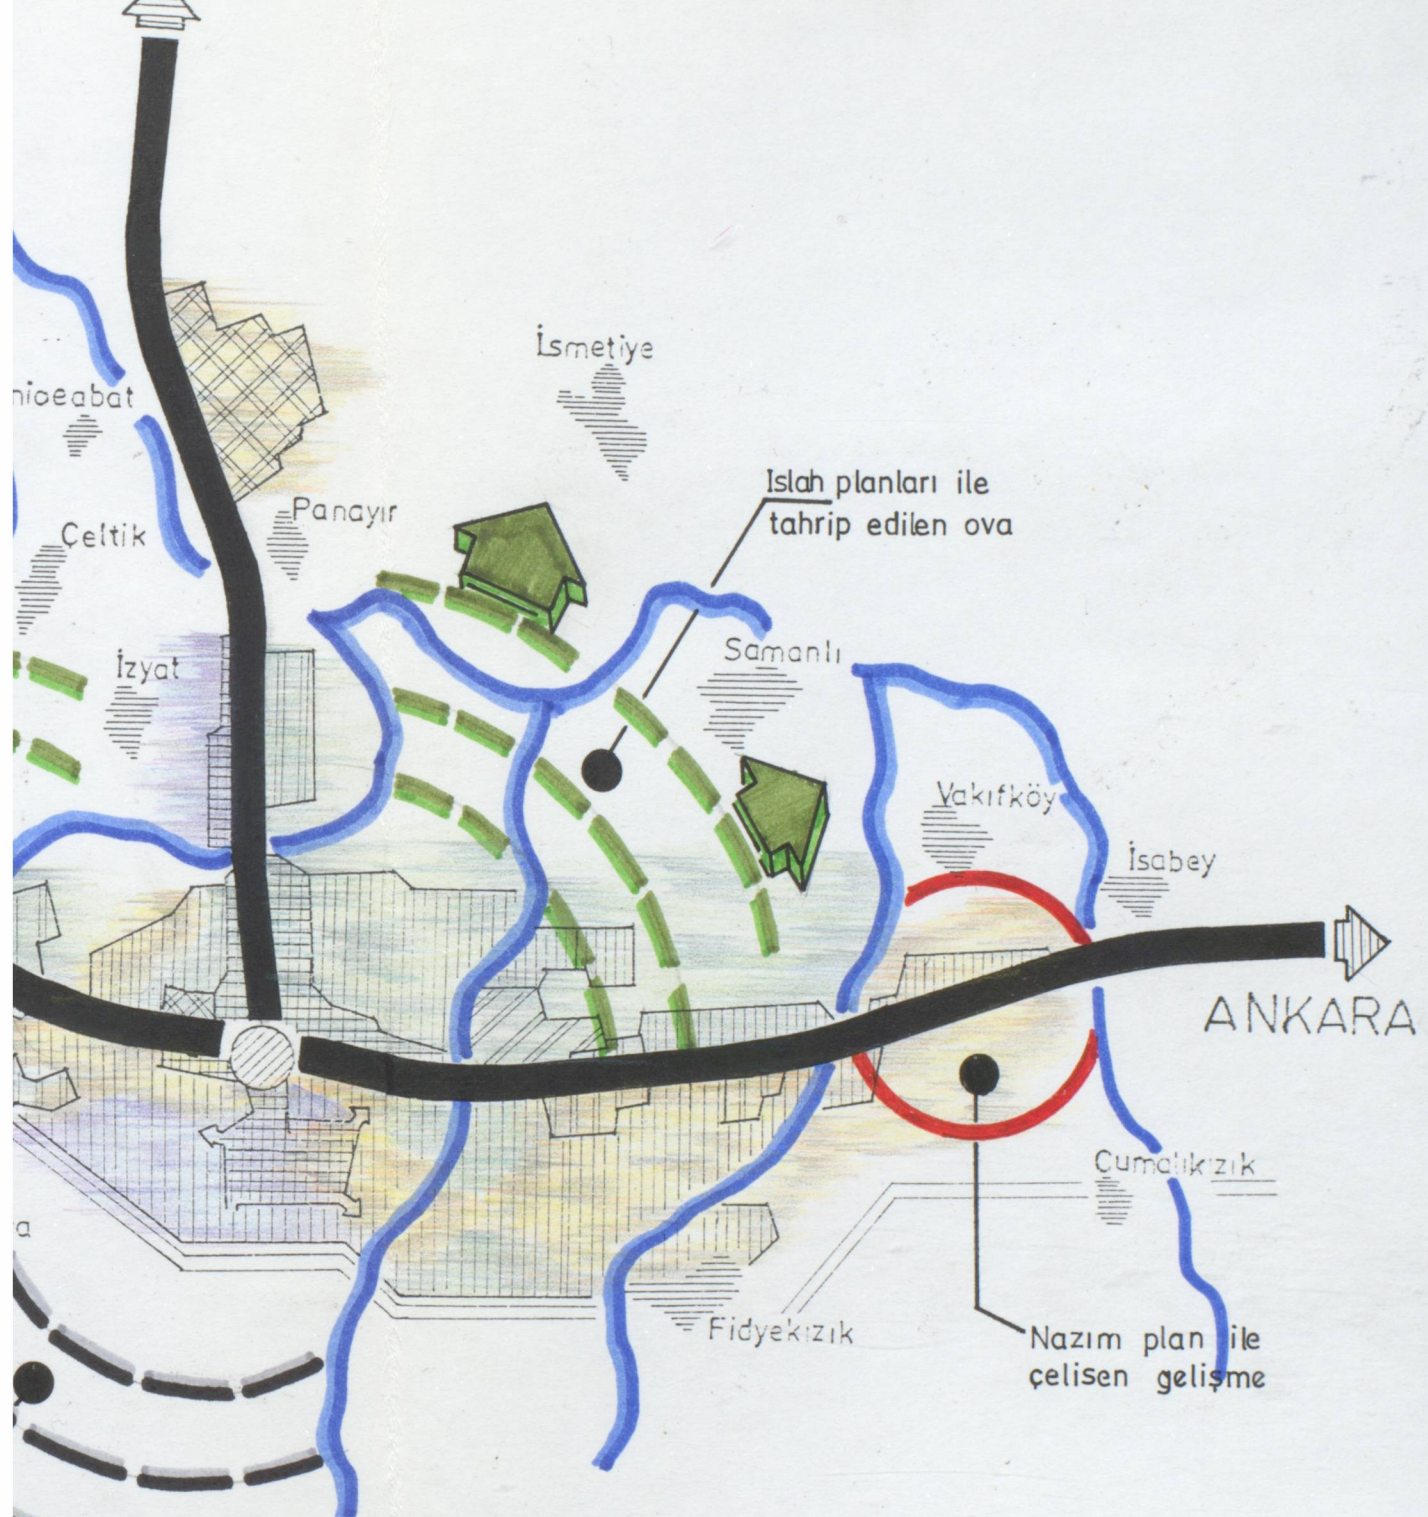 İsmetiye
niceabat
Islah planları ile
tahrip edilen ova
Panayır
Çeltik
Samanlı
İzyat
Vakıfköy
İsabey
ANKARA
Cumalıkızık
Fidyekızık
Nazım plan ile
çelisen gelişme